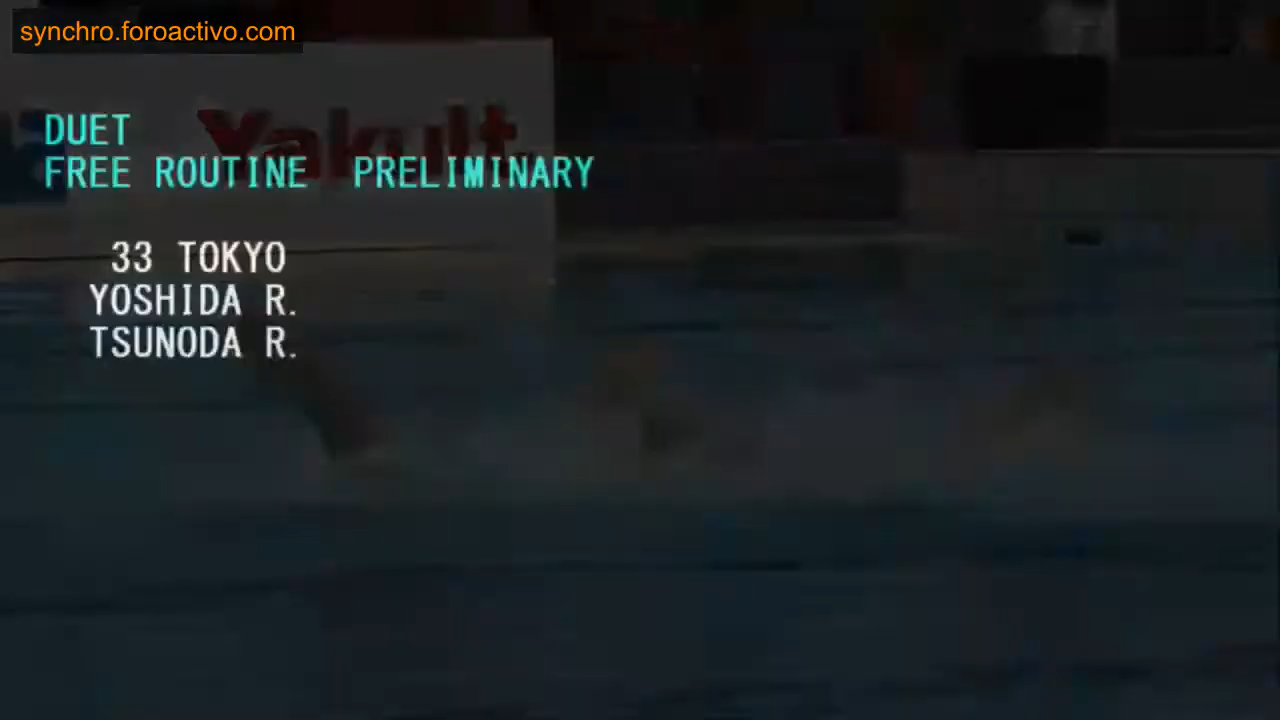 synchro.foroactivo.com
Yakult
DUET
FREE ROUTINE PRELIMINARY
33 TOKYO
YOSHIDA R.
TSUNODA R.